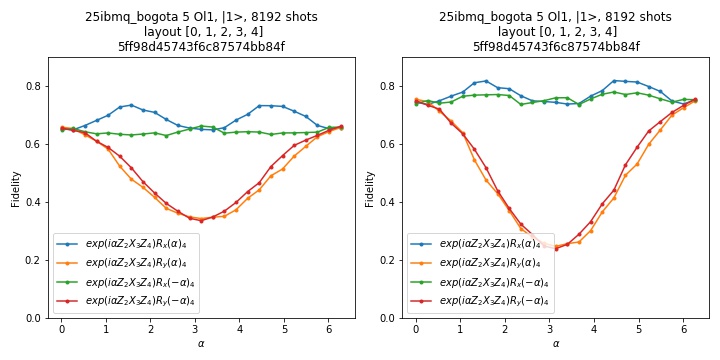 25ibmq_bogota 5 Ol1, |1>, 8192 shots
layout [0, 1, 2, 3, 4]
5ff98d45743f6c87574bb84f
Fidelity
0.8
0.6
0.4
0.2
0.0
exp(iαZ₂X₃Z₄)Rₓ(α)₄
exp(iαZ₂X₃Z₄)Rᵧ(α)₄
exp(iαZ₂X₃Z₄)Rₓ(−α)₄
exp(iαZ₂X₃Z₄)Rᵧ(−α)₄
0 1 2 3 4 5 6
α
25ibmq_bogota 5 Ol1, |1>, 8192 shots
layout [0, 1, 2, 3, 4]
5ff98d45743f6c87574bb84f
Fidelity
0.8
0.6
0.4
0.2
0.0
exp(iαZ₂X₃Z₄)Rₓ(α)₄
exp(iαZ₂X₃Z₄)Rᵧ(α)₄
exp(iαZ₂X₃Z₄)Rₓ(−α)₄
exp(iαZ₂X₃Z₄)Rᵧ(−α)₄
0 1 2 3 4 5 6
α